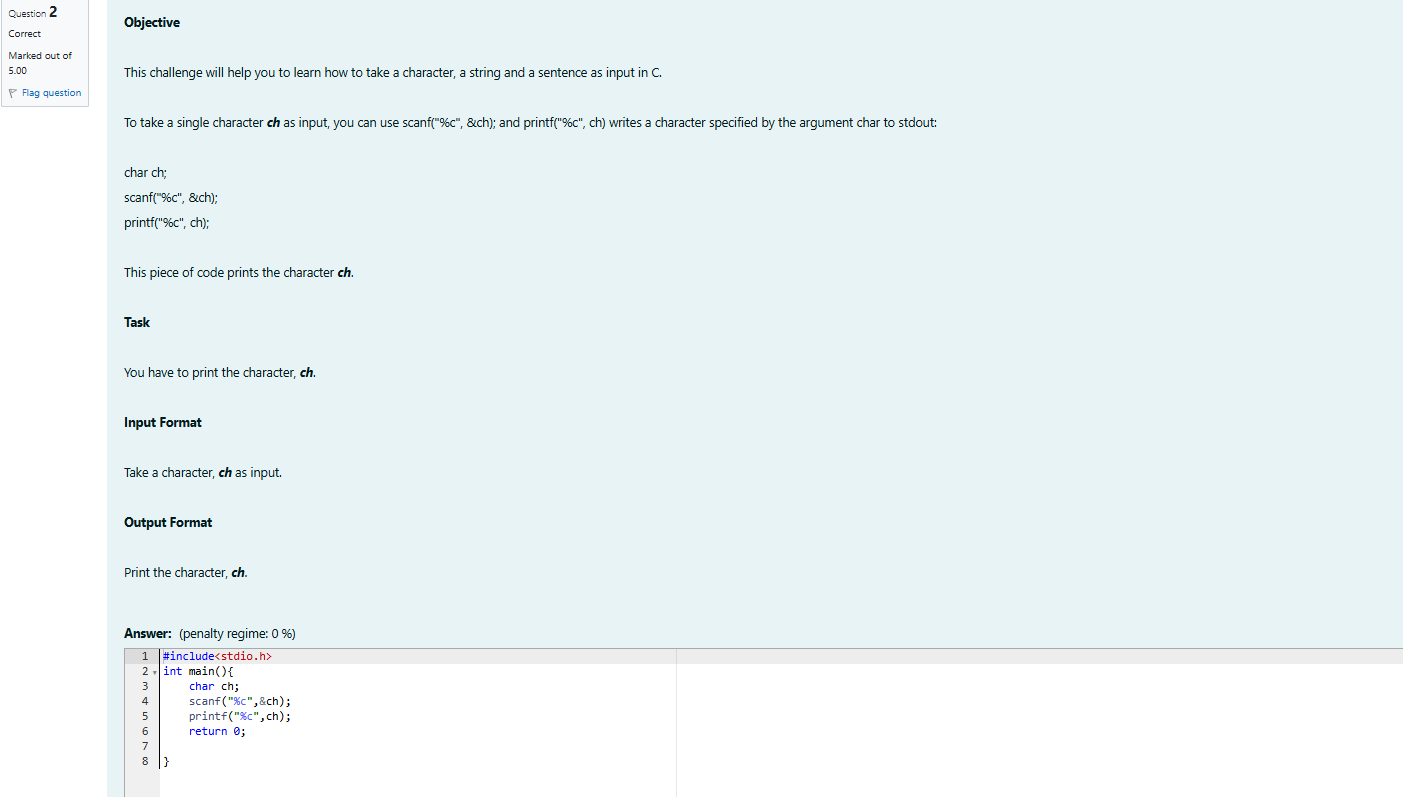 Question 2
Correct
Marked out of
5.00
Flag question
Objective
This challenge will help you to learn how to take a character, a string and a sentence as input in C.
To take a single character ch as input, you can use scanf("%c", &ch); and printf("%c", ch) writes a character specified by the argument char to stdout:
char ch;
scanf("%c", &ch);
printf("%c", ch);
This piece of code prints the character ch.
Task
You have to print the character, ch.
Input Format
Take a character, ch as input.
Output Format
Print the character, ch.
Answer: (penalty regime: 0 %)
1 #include<stdio.h>
2 int main(){
3     char ch;
4     scanf("%c",&ch);
5     printf("%c",ch);
6     return 0;
7
8 }